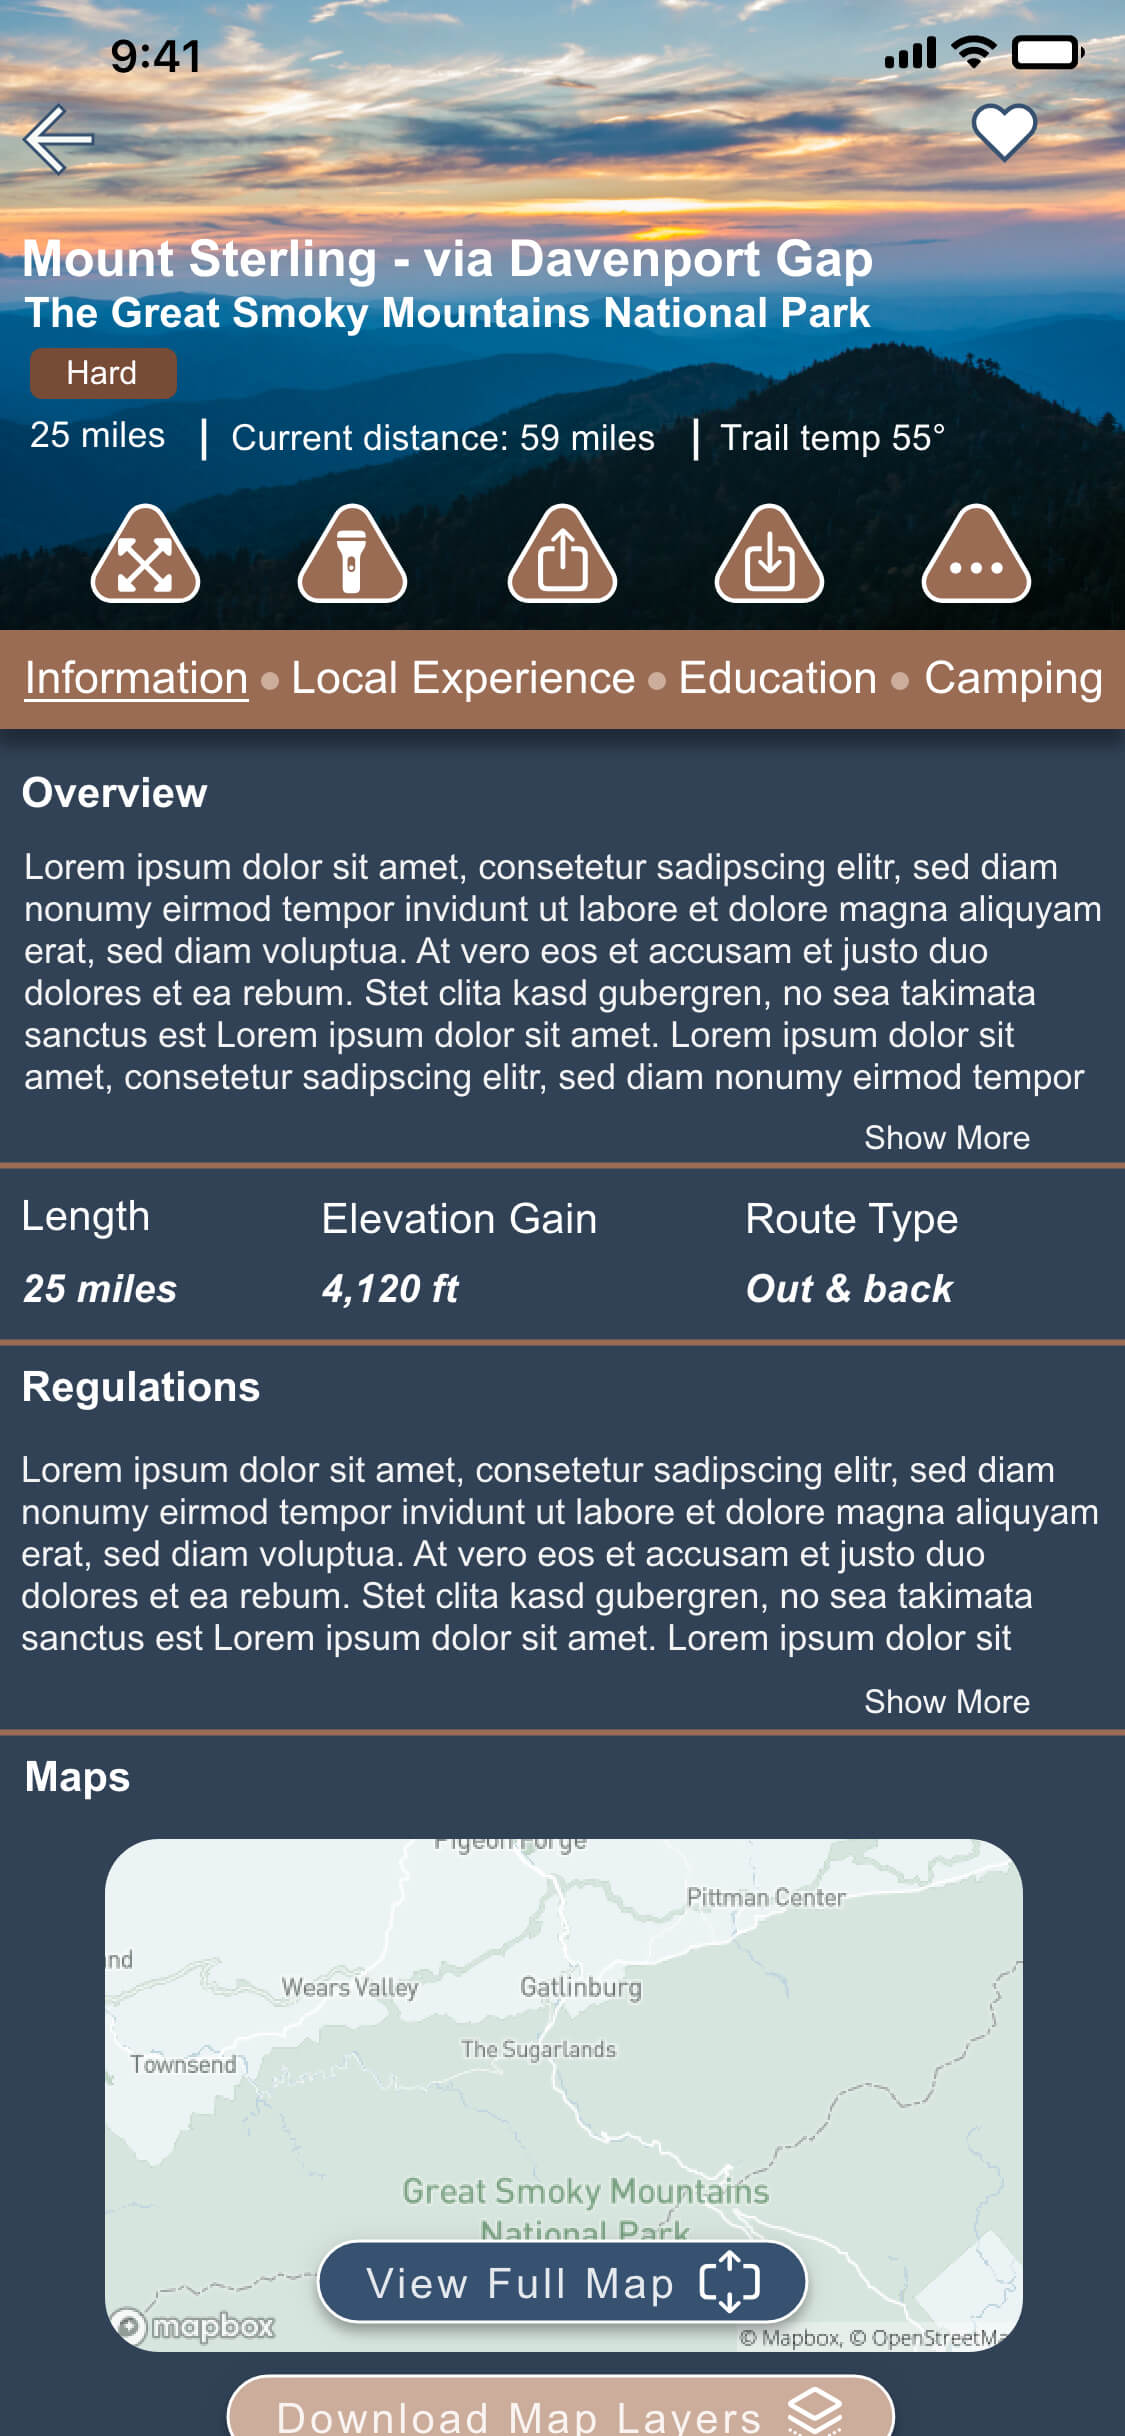 9:41
Mount Sterling - via Davenport Gap
The Great Smoky Mountains National Park
Hard
25 miles | Current distance: 59 miles | Trail temp 55°
Information • Local Experience • Education • Camping
Overview
Lorem ipsum dolor sit amet, consetetur sadipscing elitr, sed diam
nonumy eirmod tempor invidunt ut labore et dolore magna aliquyam
erat, sed diam voluptua. At vero eos et accusam et justo duo
dolores et ea rebum. Stet clita kasd gubergren, no sea takimata
sanctus est Lorem ipsum dolor sit amet. Lorem ipsum dolor sit
amet, consetetur sadipscing elitr, sed diam nonumy eirmod tempor
Show More
Length Elevation Gain Route Type
25 miles 4,120 ft Out & back
Regulations
Lorem ipsum dolor sit amet, consetetur sadipscing elitr, sed diam
nonumy eirmod tempor invidunt ut labore et dolore magna aliquyam
erat, sed diam voluptua. At vero eos et accusam et justo duo
dolores et ea rebum. Stet clita kasd gubergren, no sea takimata
sanctus est Lorem ipsum dolor sit amet. Lorem ipsum dolor sit
Show More
Maps
Pigeon Forge
Pittman Center
nd
Wears Valley
Gatlinburg
The Sugarlands
Townsend
Great Smoky Mountains
National Park
View Full Map
mapbox
© Mapbox, © OpenStreetMa
Download Map Layers